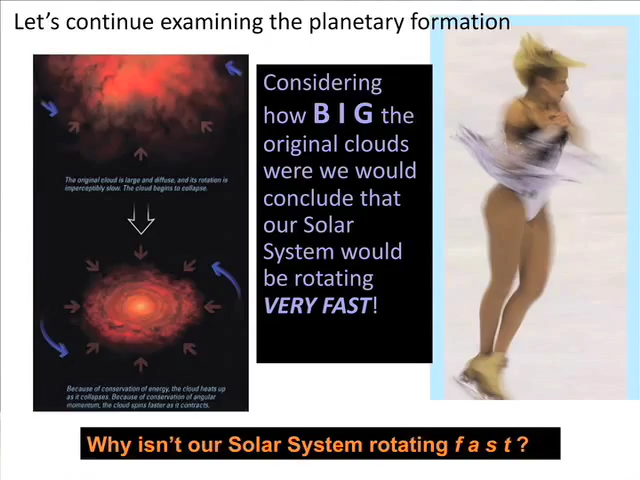 Let's continue examining the planetary formation
The original cloud is large and diffuse, and its rotation is
imperceptibly slow. The cloud begins to collapse.
Because of conservation of energy, the cloud heats up
as it collapses. Because of conservation of angular
momentum, the cloud spins faster as it contracts.
Considering
how B I G the
original clouds
were we would
conclude that
our Solar
System would
be rotating
VERY FAST!
Why isn't our Solar System rotating f a s t ?